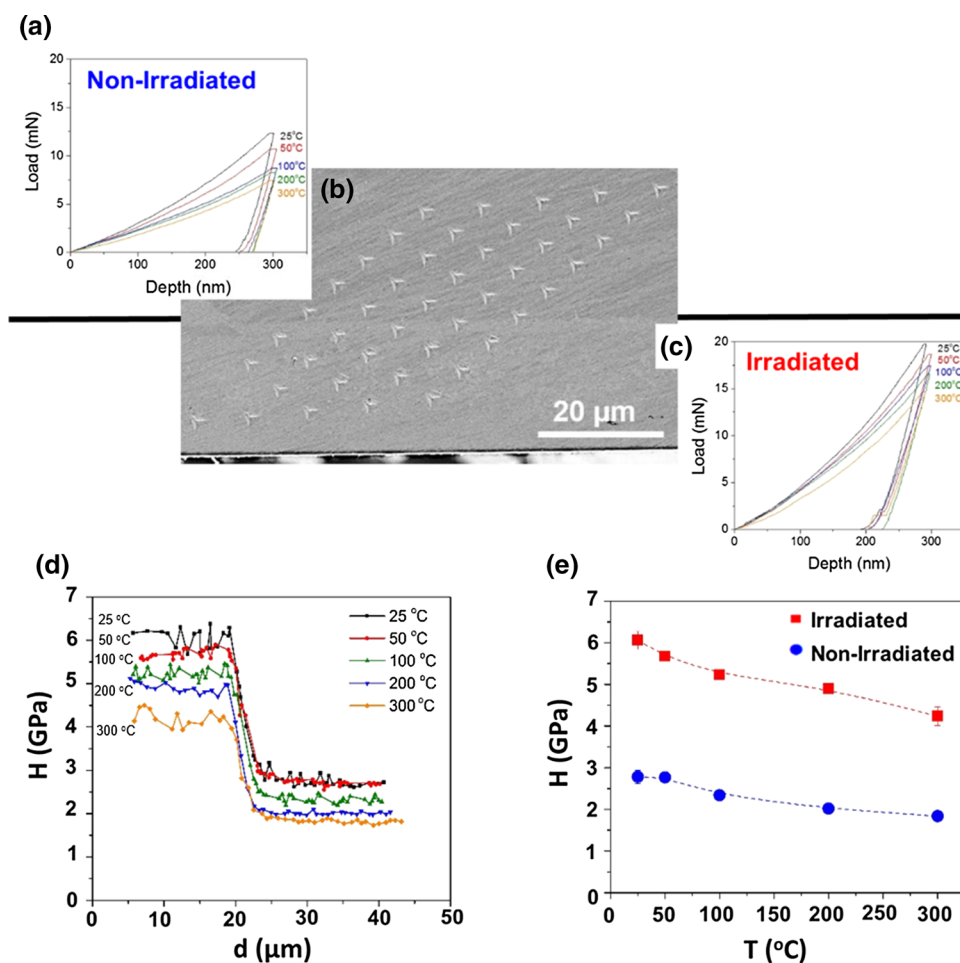 (a)
Non-Irradiated
Load (mN)
20
15
10
5
0
25°C
50°C
100°C
200°C
300°C
0
100
200
300
Depth (nm)
(b)
20 µm
(c)
Irradiated
Load (mN)
20
15
10
5
0
25°C
50°C
100°C
200°C
300°C
0
100
200
300
Depth (nm)
(d)
H (GPa)
7
6
5
4
3
2
1
0
25 °C
50 °C
100 °C
200 °C
300 °C
25 °C
50 °C
100 °C
200 °C
300 °C
0
10
20
30
40
50
d (µm)
(e)
H (GPa)
7
6
5
4
3
2
1
0
Irradiated
Non-Irradiated
0
50
100
150
200
250
300
T (°C)